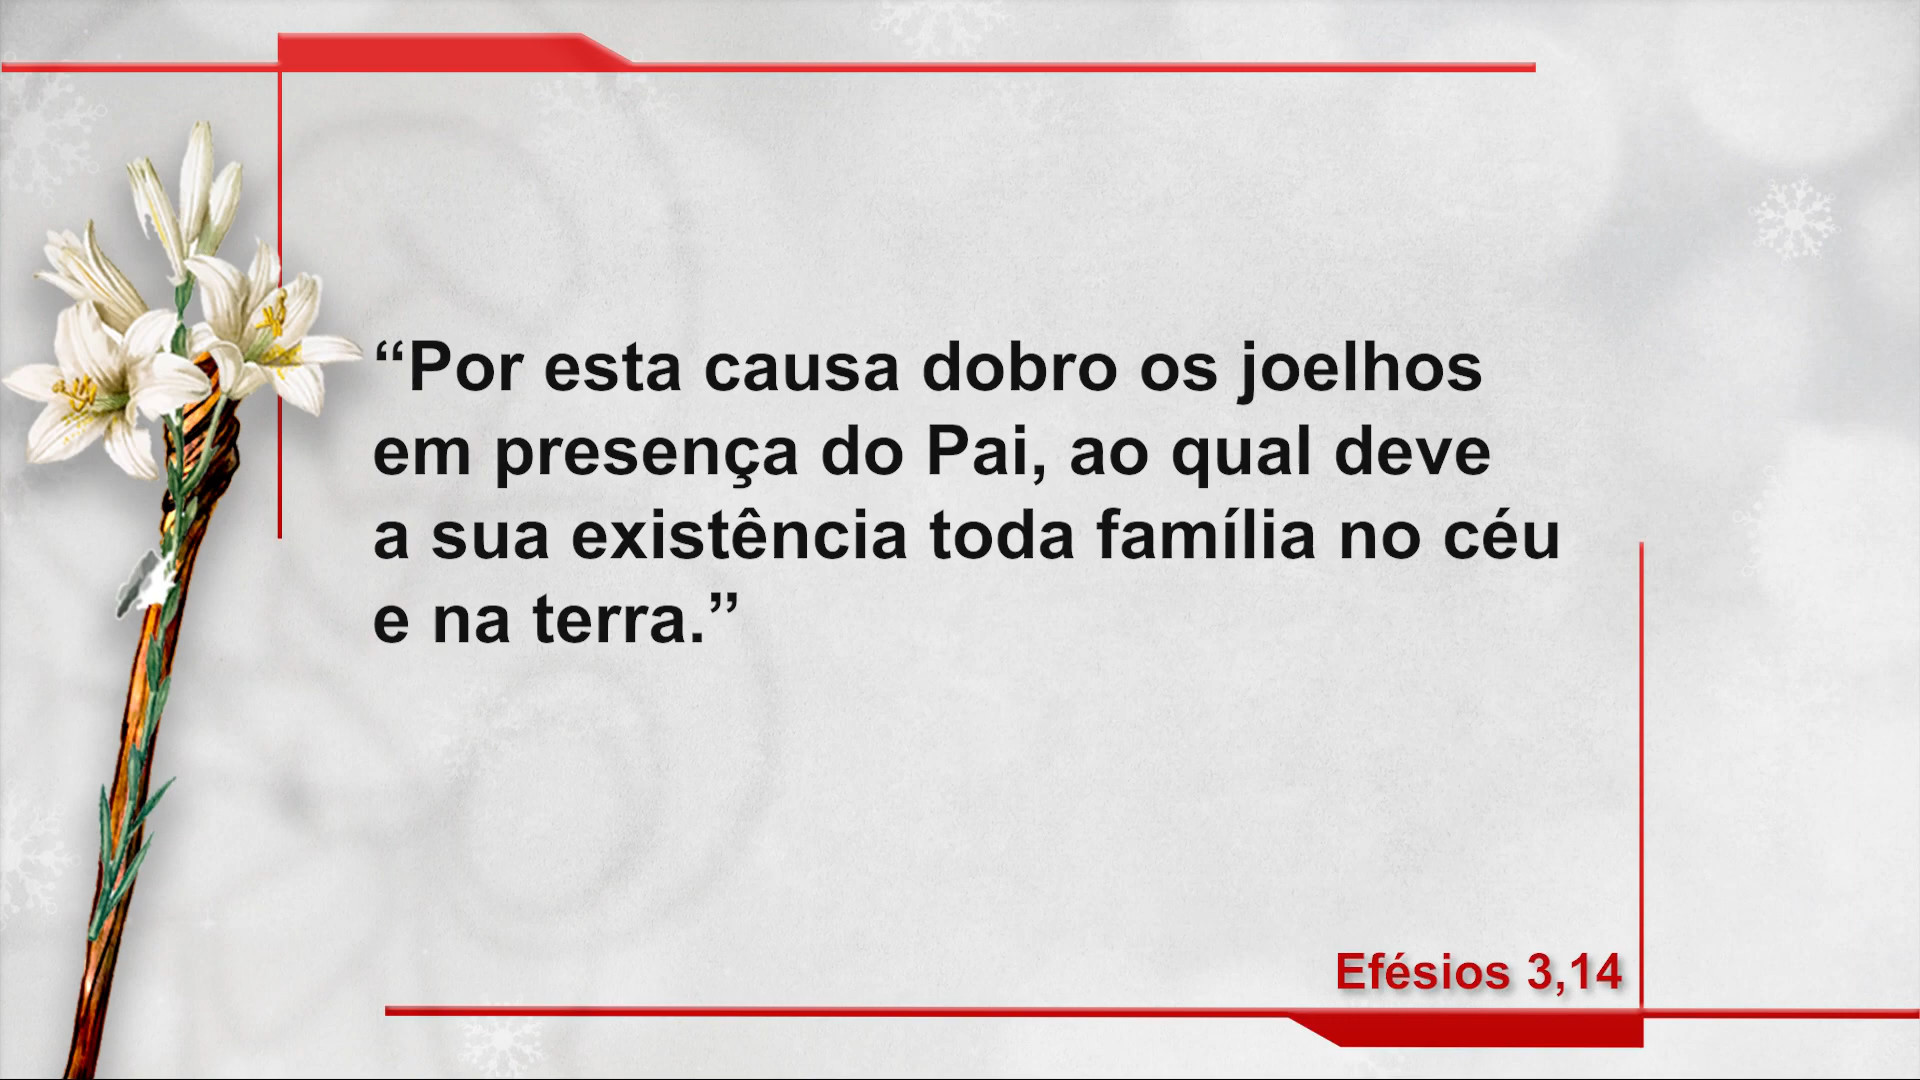 “Por esta causa dobro os joelhos
em presença do Pai, ao qual deve
a sua existência toda família no céu
e na terra.”
Efésios 3,14